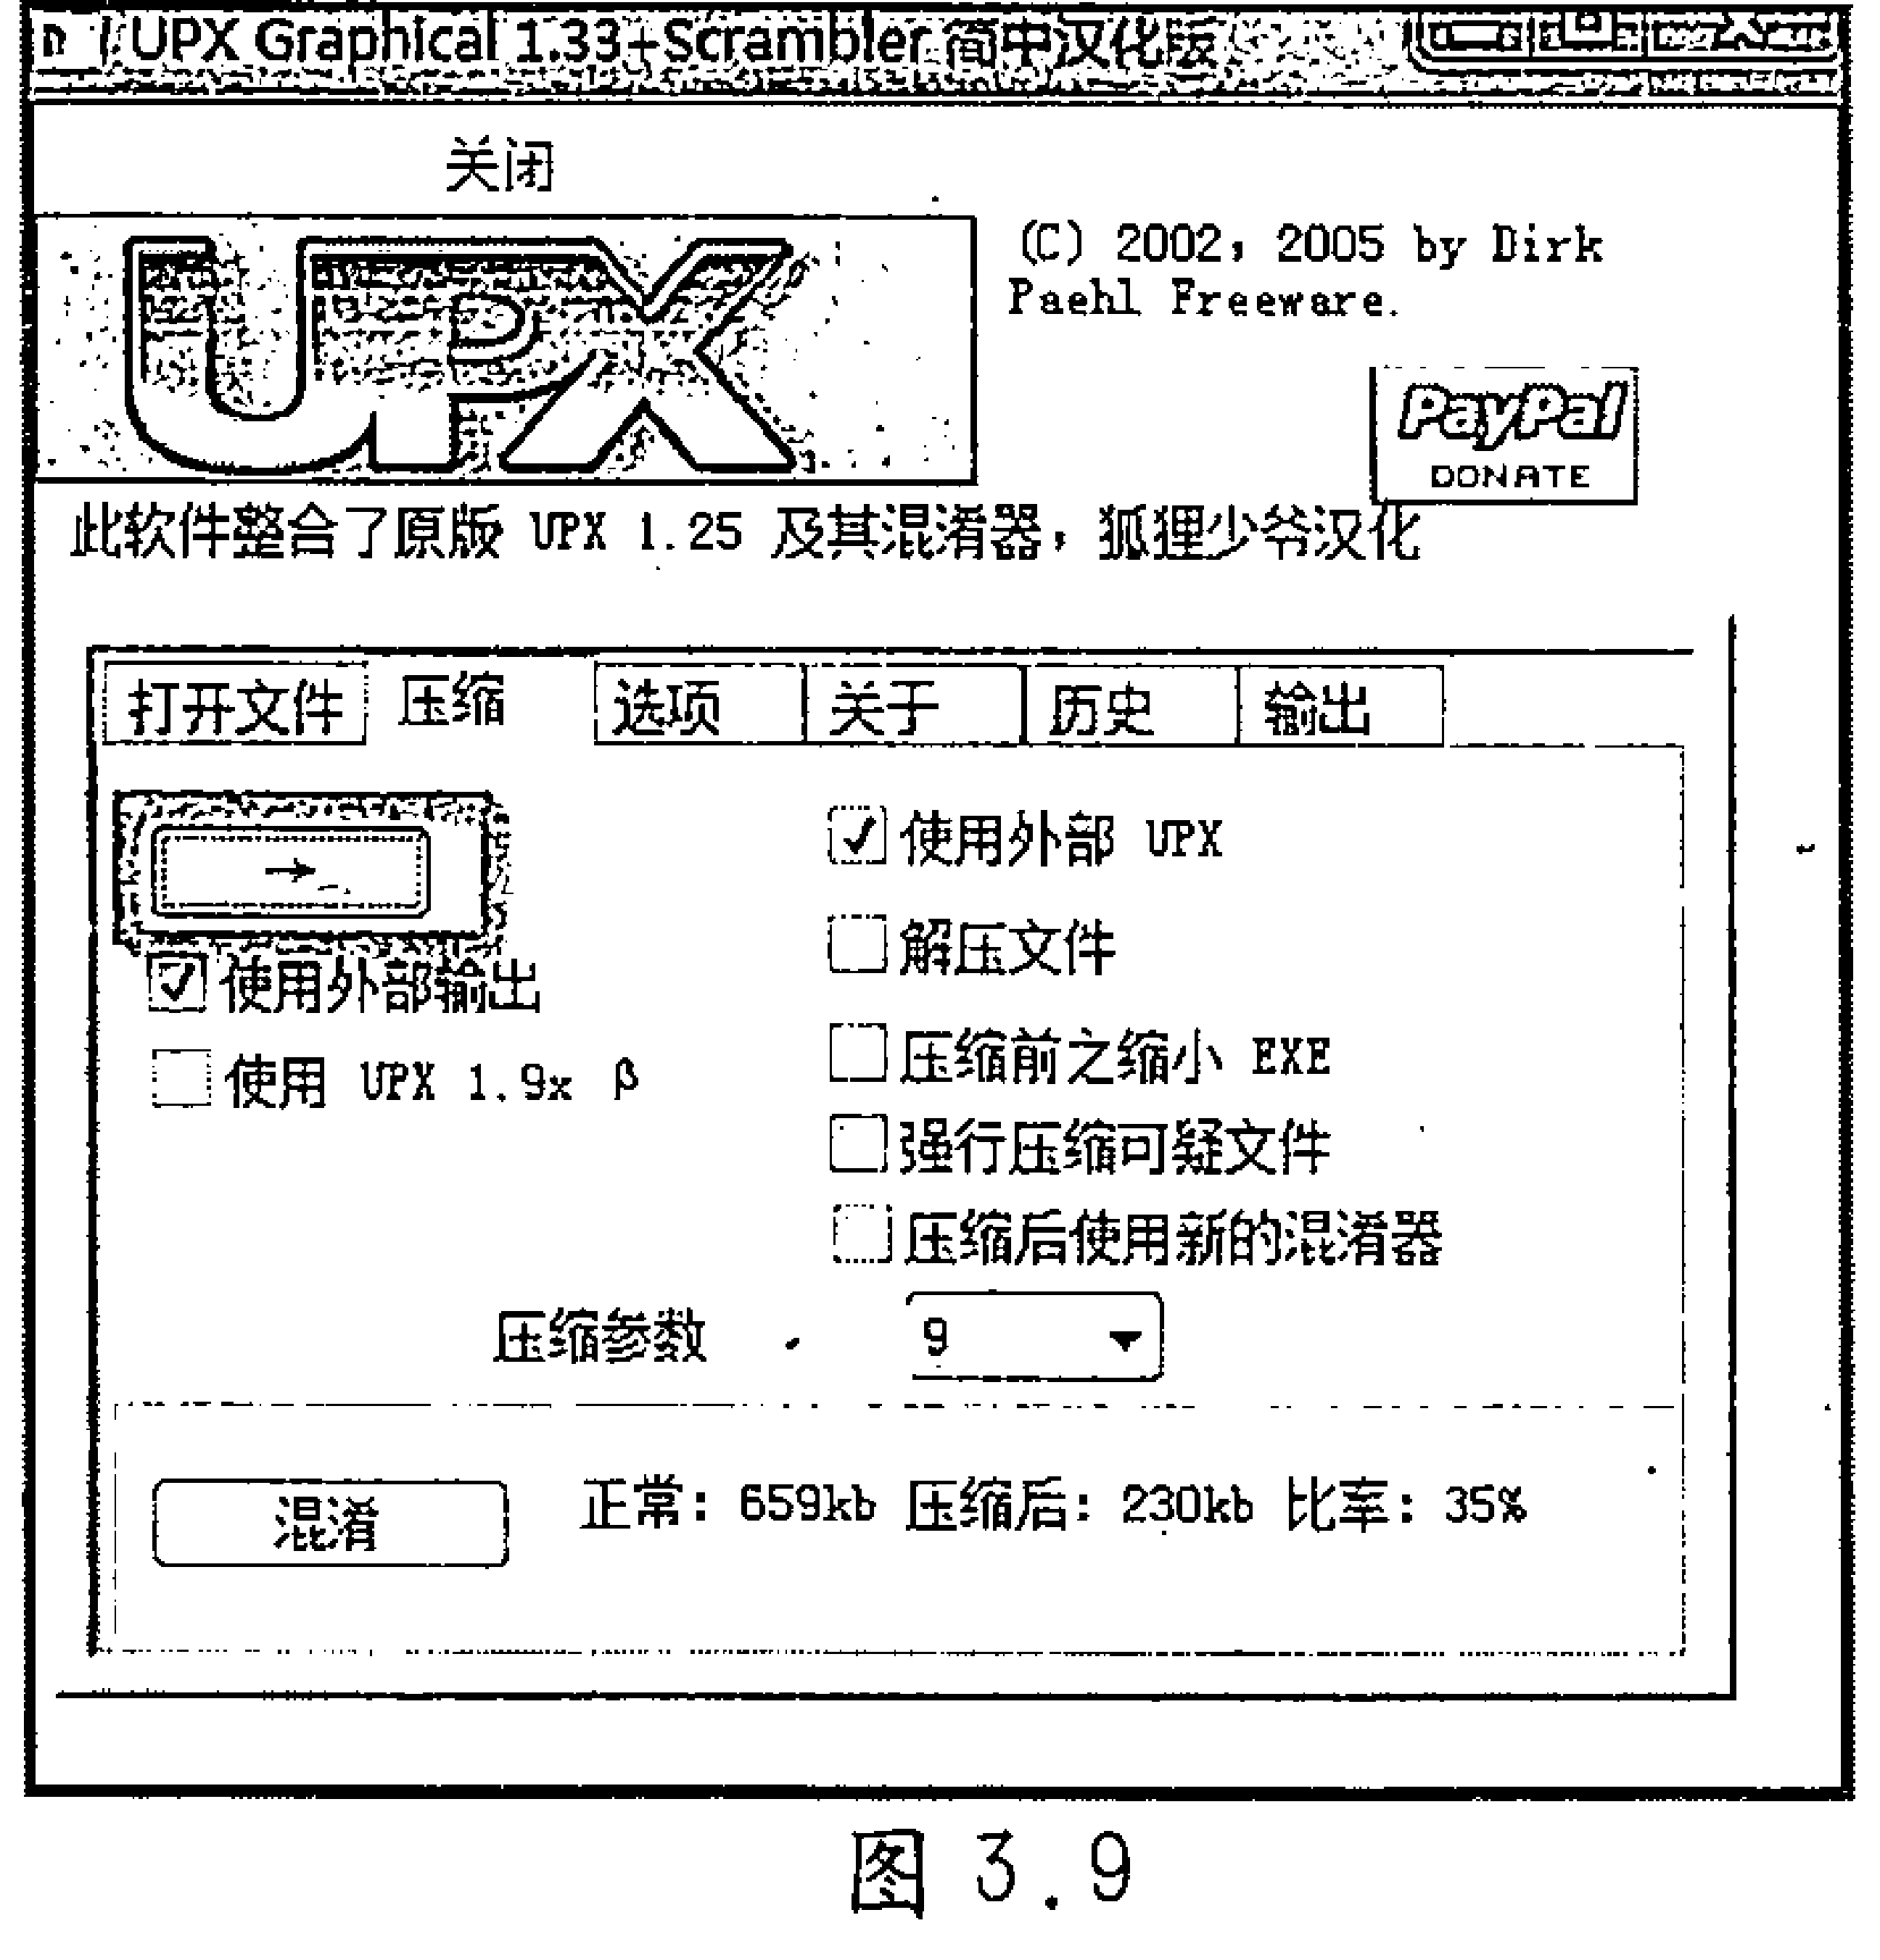 UPX Graphical 1.33+Scrambler 简中汉化版
关闭
UPX
(C) 2002, 2005 by Dirk
Paehl Freeware.
PayPal
DONATE
此软件整合了原版 UPX 1.25 及其混淆器，狐狸少爷汉化
打开文件 压缩 选项 关于 历史 输出
→
使用外部 UPX
解压文件
使用外部输出
压缩前之缩小 EXE
使用 UPX 1.9x β
强行压缩可疑文件
压缩后使用新的混淆器
压缩参数 9
混淆 正常: 659kb 压缩后: 230kb 比率: 35%
图 3.9